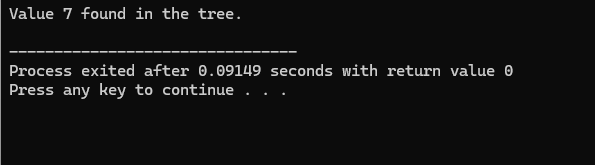 Value 7 found in the tree.
--------------------------------
Process exited after 0.09149 seconds with return value 0
Press any key to continue . . .